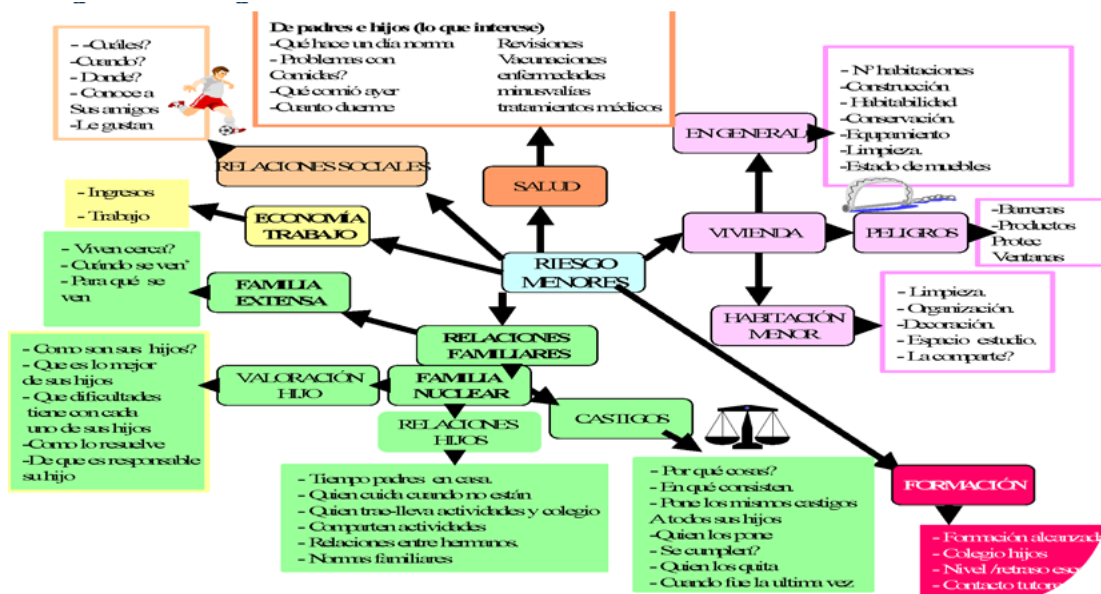 - -Cuáles?
-Cuando?
- Donde?
- Conoce a
Sus amigos
-Le gustan
De padres e hijos (lo que interese)
-Qué hace un día norma
- Problemas con
Comidas?
-Qué comió ayer
-Cuanto duerme
Revisiones
Vacunaciones
enfermedades
minusvalías
tratamientos médicos
- Nº habitaciones
-Construcción
- Habitabilidad
-Conservación.
-Equpamiento
-Limpieza.
-Estado de muebles
EN GENERAL
RELACIONES SOCIALES
SALUD
- Ingresos
- Trabajo
ECONOMÍA
TRABAJO
VIVIENDA
PELIGROS
-Barreras
-Productos
Protec
Ventanas
- Viven cerca?
- Cuándo se ven?
- Para qué se
ven
FAMILIA
EXTENSA
RIESGO
MENORES
HABITACIÓN
MENOR
- Limpieza.
- Organización.
-Decoración.
- Espacio estudio.
- La comparte?
RELACIONES
FAMILIARES
- Como son sus hijos?
- Que es lo mejor
de sus hijos
- Que dificultades
tiene con cada
uno de sus hijos
-Como lo resuelve
-De que es responsable
su hijo
VALORACIÓN
HIJO
FAMILIA
NUCLEAR
RELACIONES
HIJOS
CASTIGOS
- Tiempo padres en casa.
- Quien cuida cuando no están
- Quien trae-lleva actividades y colegio
- Comparten actividades
- Relaciones entre hermanos.
- Normas familiares
- Por qué cosas?
- En qué consisten.
- Pone los mismos castigos
A todos sus hijos
-Quien los pone
- Se cumplen?
- Quien los quita
- Cuando fue la ultima vez
FORMACIÓN
- Formación alcanzad
- Colegio hijos
- Nivel /retraso
- Contacto